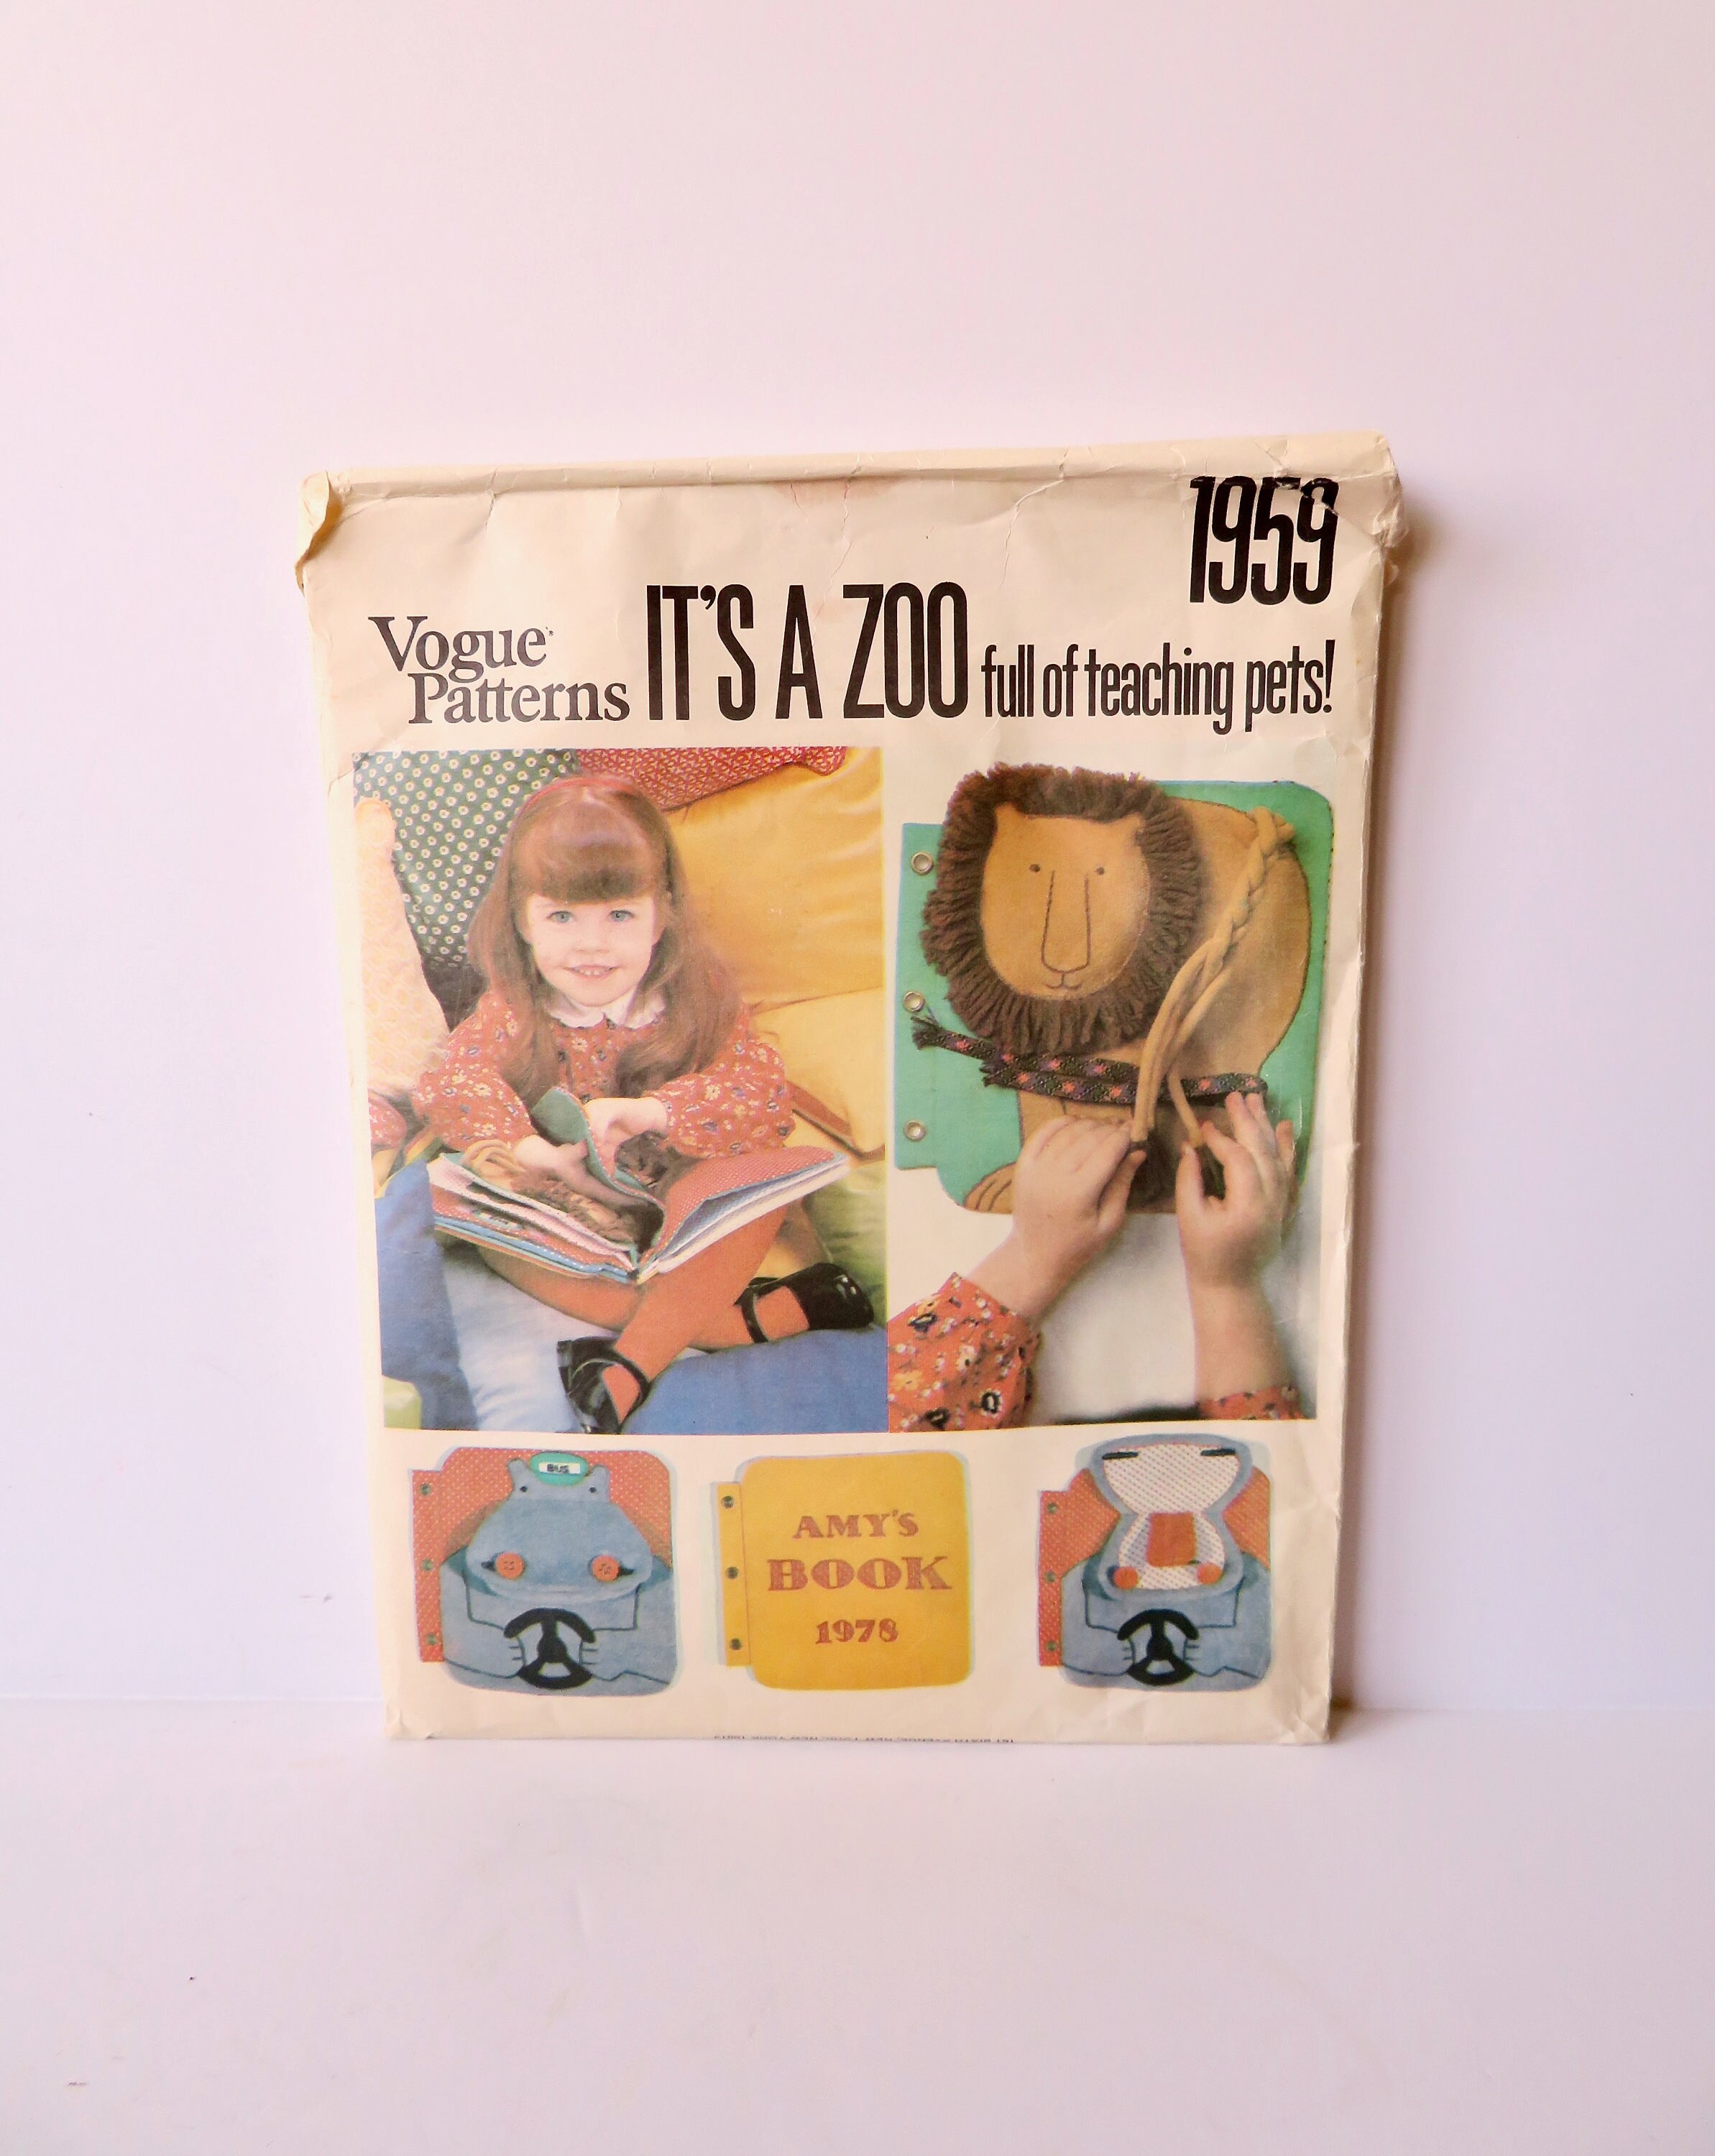 1959
Vogue
Patterns
IT'S A ZOO full of teaching pets!
BUS
AMY'S
BOOK
1978